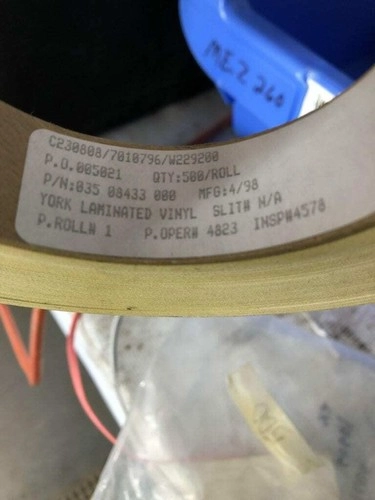 MEZ 260
C230808/7010796/W229200
P.O.005021 QTY:500/ROLL
P/N:035 08433 000 MFG:4/98
YORK LAMINATED VINYL SLIT# N/A
P.ROLL# 1 P.OPER# 4823 INSP#4578